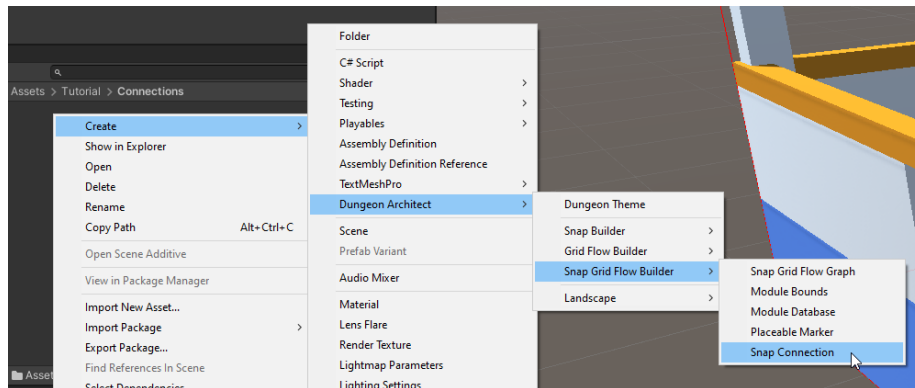 Assets > Tutorial > Connections
Create >
Show in Explorer
Open
Delete
Rename
Copy Path Alt+Ctrl+C
Open Scene Additive
View in Package Manager
Import New Asset...
Import Package >
Export Package...
Find References In Scene
Select Dependencies
Asset
Folder
C# Script
Shader >
Testing >
Playables >
Assembly Definition
Assembly Definition Reference
TextMeshPro >
Dungeon Architect >
Scene
Prefab Variant
Audio Mixer
Material
Lens Flare
Render Texture
Lightmap Parameters
Lighting Settings
Dungeon Theme
Snap Builder >
Grid Flow Builder >
Snap Grid Flow Builder >
Landscape >
Snap Grid Flow Graph
Module Bounds
Module Database
Placeable Marker
Snap Connection